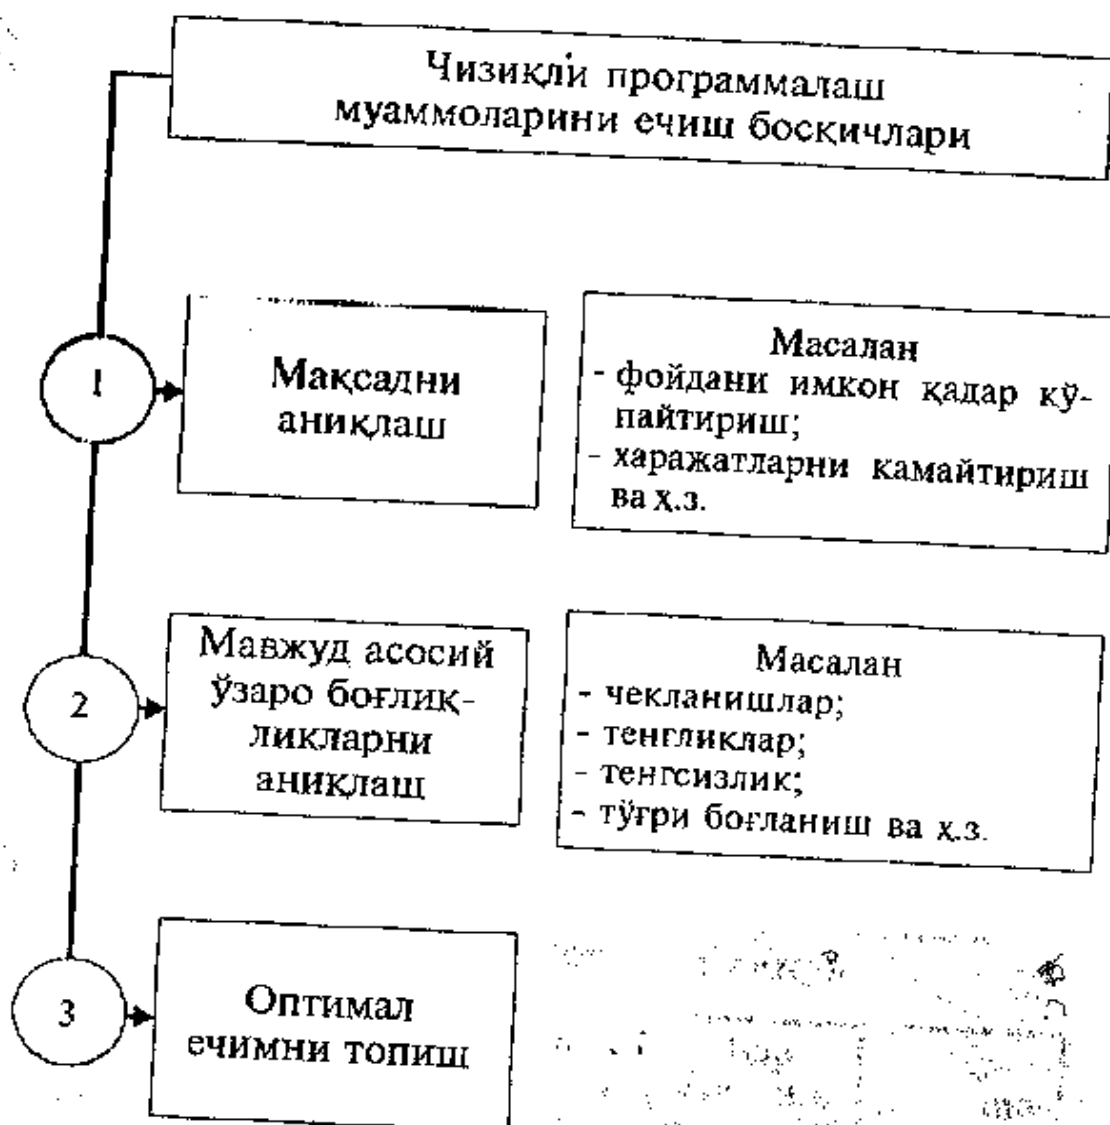 Чизиқли программалаш
муаммоларини ечиш босқичлари
1
Мақсадни
аниқлаш
Масалан
- фойдани имкон қадар кў-
пайтириш;
- харажатларни камайтириш
ва ҳ.з.
2
Мавжуд асосий
ўзаро боғлиқ-
ликларни
аниқлаш
Масалан
- чекланишлар;
- тенгликлар;
- тенгсизлик;
- тўғри боғланиш ва ҳ.з.
3
Оптимал
ечимни топиш